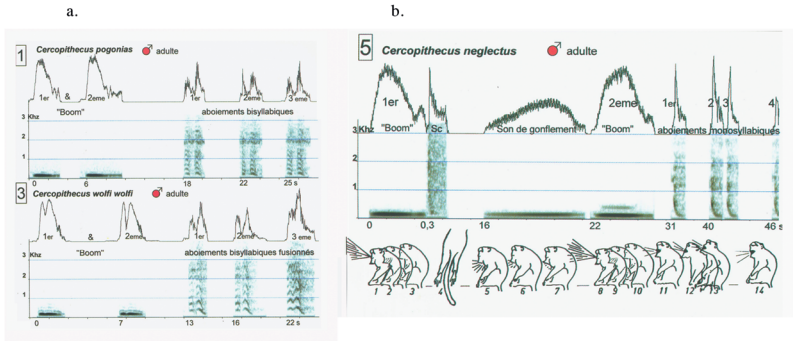 a.
b.
1 Cercopithecus pogonias adulte
1er & 2eme 1er 2eme 3 eme
"Boom" aboiements bisyllabiques
3 Khz
2
1
0 6 18 22 25 s
3 Cercopithecus wolfi wolfi adulte
1er & 2eme 1er 2eme 3 eme
"Boom" aboiements bisyllabiques fusionnés
Khz 3
2
1
0 7 13 16 22 s
5 Cercopithecus neglectus adulte
1er 2eme 1er 2 3 4
"Boom" Sc Son de gonflement "Boom" aboiements monosyllabiques
Khz 3
2
1
0 0,3 16 22 31 40 46 s
1 2 3 4 5 6 7 8 9 10 11 12 13 14